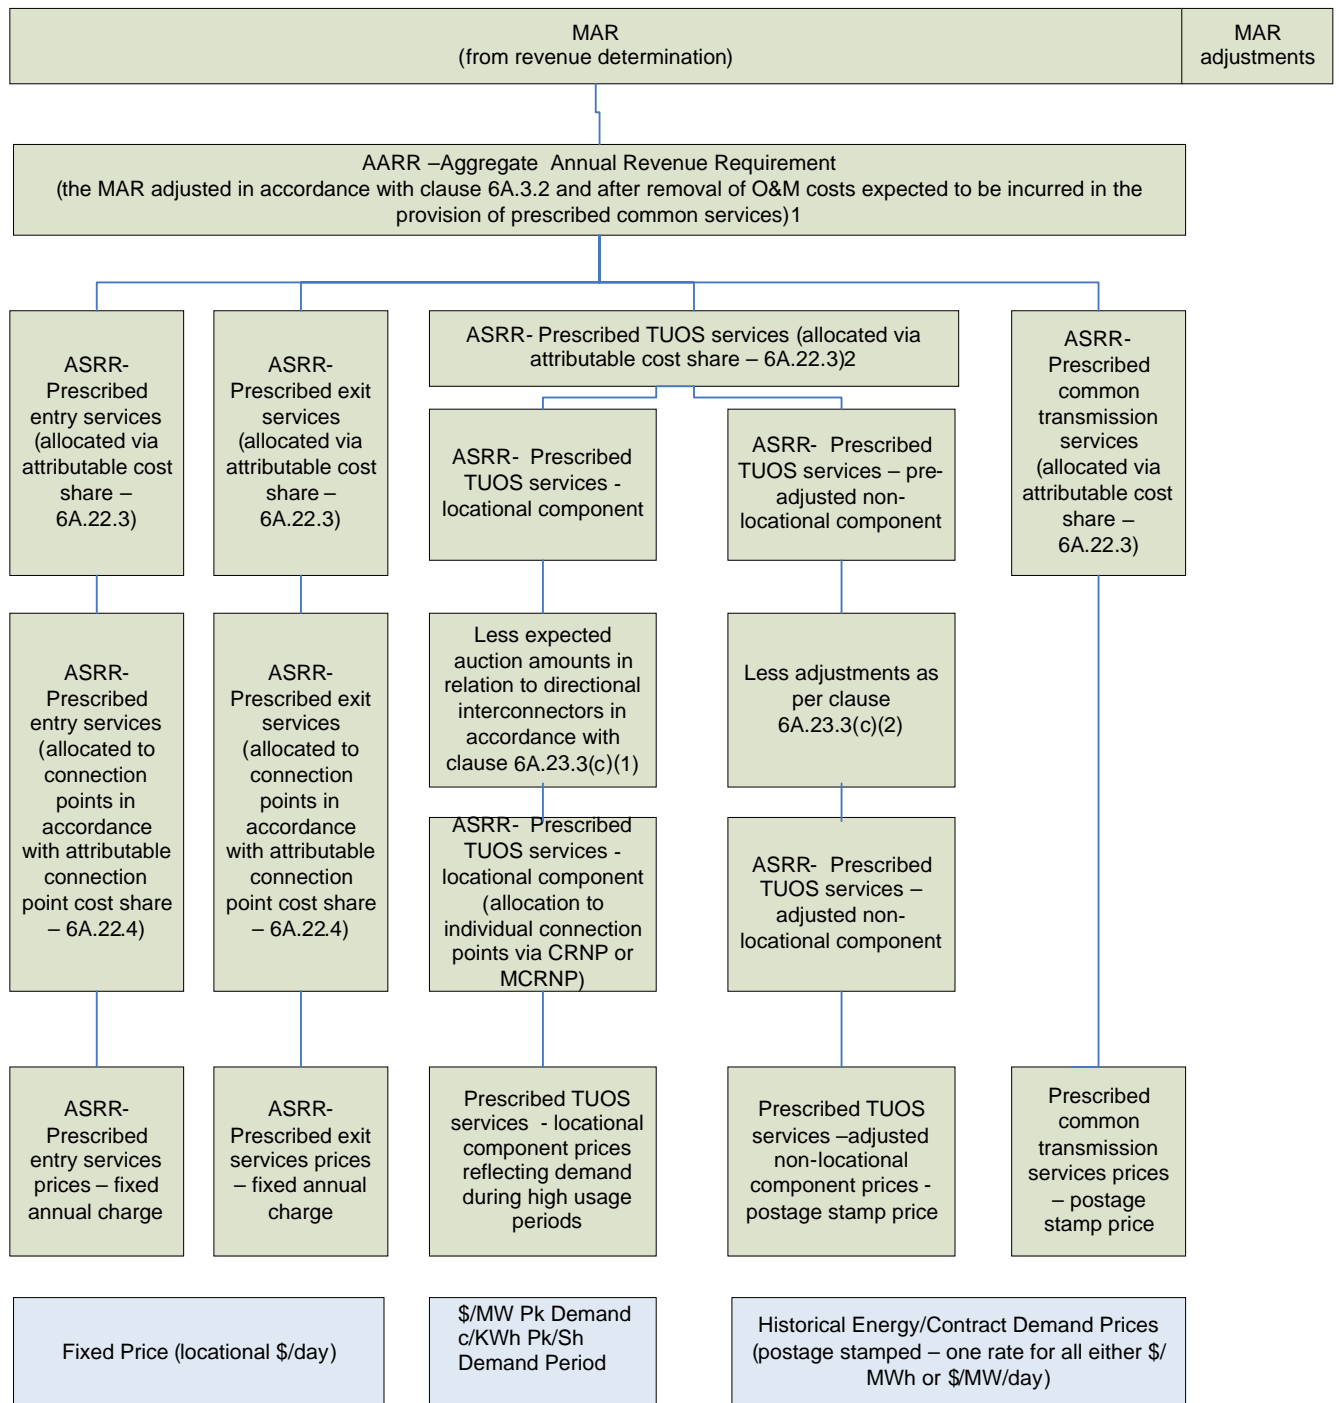 MAR
(from revenue determination)
MAR
adjustments
AARR –Aggregate Annual Revenue Requirement
(the MAR adjusted in accordance with clause 6A.3.2 and after removal of O&M costs expected to be incurred in the
provision of prescribed common services)1
ASRR-
Prescribed
entry services
(allocated via
attributable cost
share –
6A.22.3)
ASRR-
Prescribed exit
services
(allocated via
attributable cost
share –
6A.22.3)
ASRR- Prescribed TUOS services (allocated via
attributable cost share – 6A.22.3)2
ASRR-
Prescribed
common
transmission
services
(allocated via
attributable cost
share –
6A.22.3)
ASRR- Prescribed
TUOS services -
locational component
ASRR- Prescribed
TUOS services – pre-
adjusted non-
locational component
ASRR-
Prescribed
entry services
(allocated to
connection
points in
accordance
with attributable
connection
point cost share
– 6A.22.4)
ASRR-
Prescribed exit
services
(allocated to
connection
points in
accordance
with attributable
connection
point cost share
– 6A.22.4)
Less expected
auction amounts in
relation to directional
interconnectors in
accordance with
clause 6A.23.3(c)(1)
Less adjustments as
per clause
6A.23.3(c)(2)
ASRR- Prescribed
TUOS services -
locational component
(allocation to
individual connection
points via CRNP or
MCRNP)
ASRR- Prescribed
TUOS services –
adjusted non-
locational component
ASRR-
Prescribed
entry services
prices – fixed
annual charge
ASRR-
Prescribed exit
services prices
– fixed annual
charge
Prescribed TUOS
services - locational
component prices
reflecting demand
during high usage
periods
Prescribed TUOS
services –adjusted
non-locational
component prices -
postage stamp price
Prescribed
common
transmission
services prices
– postage
stamp price
Fixed Price (locational $/day)
$/MW Pk Demand
c/KWh Pk/Sh
Demand Period
Historical Energy/Contract Demand Prices
(postage stamped – one rate for all either $/
MWh or $/MW/day)